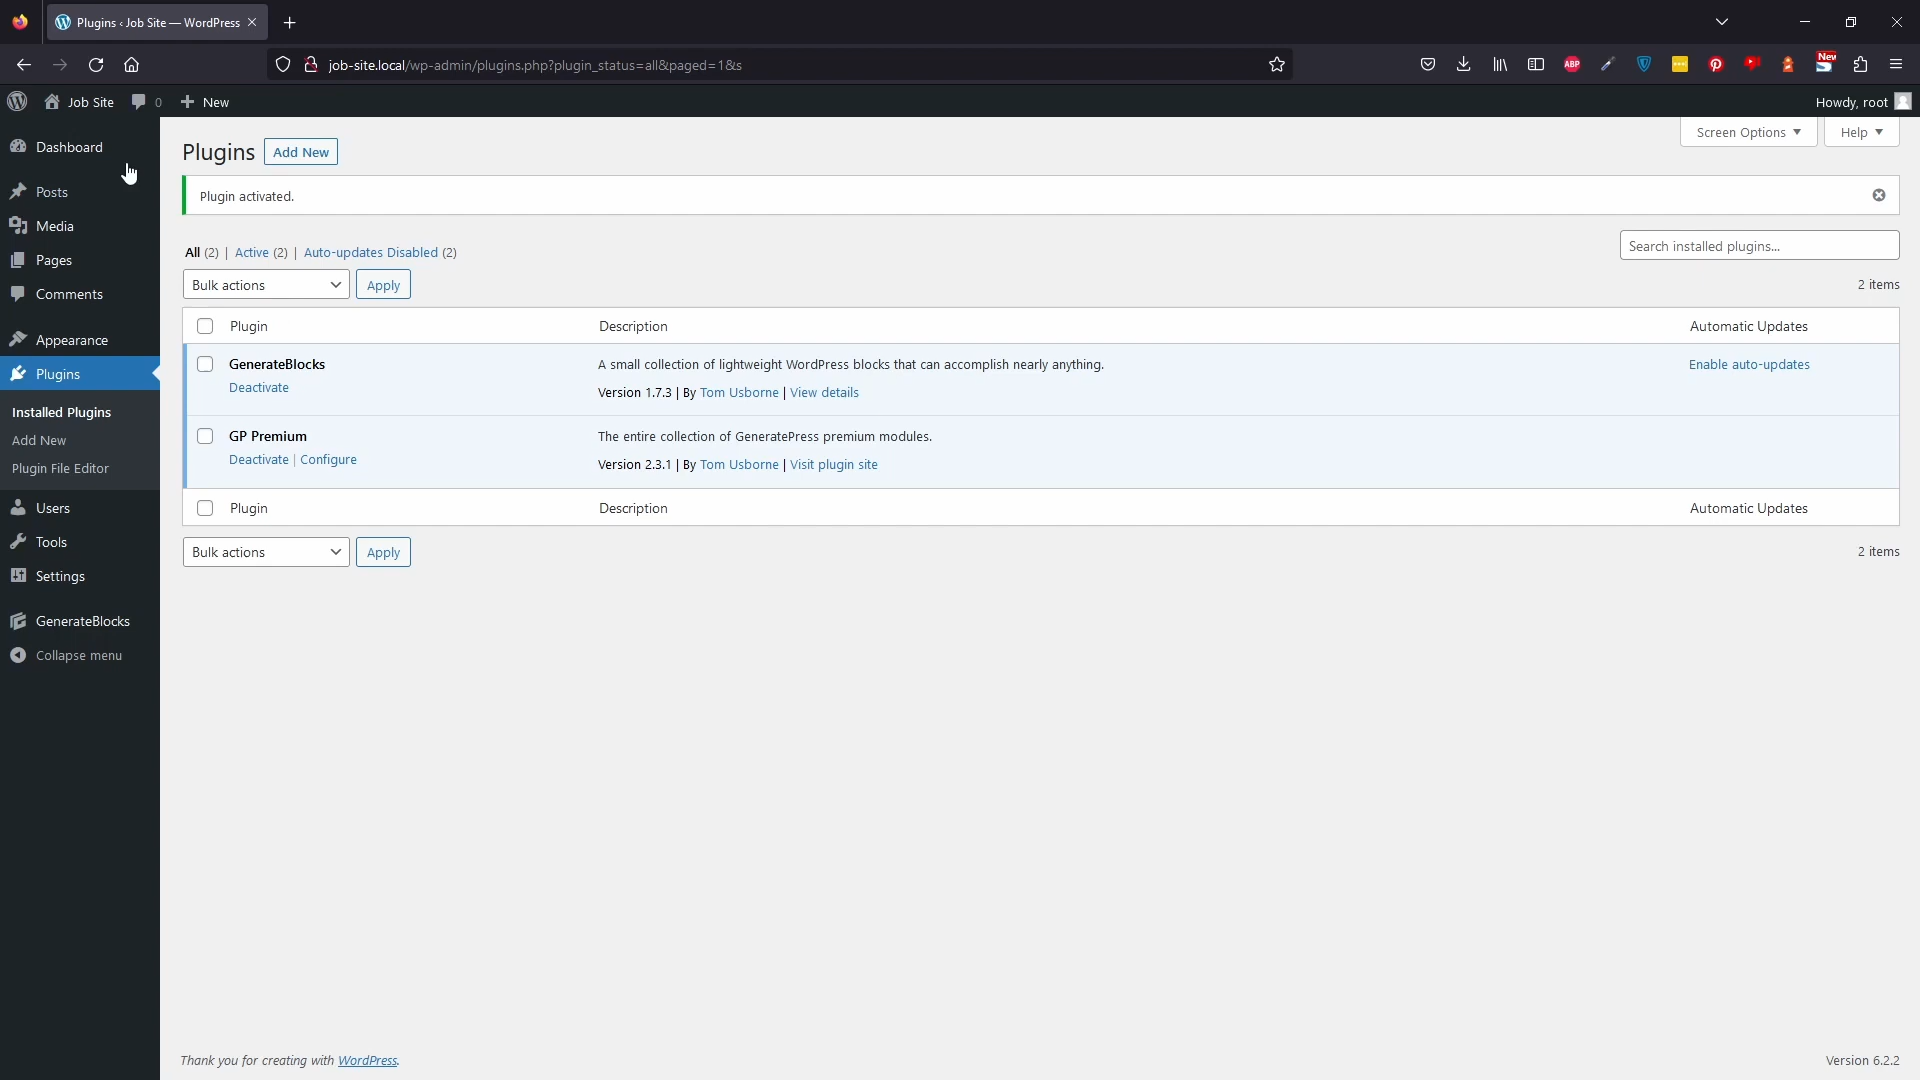 Plugins ‹ Job Site — WordPress
job-site.local/wp-admin/plugins.php?plugin_status=all&paged=1&s
ABP
New
Job Site
0
New
Howdy, root
Dashboard
Posts
Media
Pages
Comments
Appearance
Plugins
Installed Plugins
Add New
Plugin File Editor
Users
Tools
Settings
GenerateBlocks
Collapse menu
Screen Options
Help
Plugins
Add New
Plugin activated.
All (2) | Active (2) | Auto-updates Disabled (2)
Search installed plugins...
Bulk actions
Apply
2 items
Plugin
Description
Automatic Updates
GenerateBlocks
Deactivate
A small collection of lightweight WordPress blocks that can accomplish nearly anything.
Version 1.7.3 | By Tom Usborne | View details
Enable auto-updates
GP Premium
Deactivate | Configure
The entire collection of GeneratePress premium modules.
Version 2.3.1 | By Tom Usborne | Visit plugin site
Plugin
Description
Automatic Updates
Bulk actions
Apply
2 items
Thank you for creating with WordPress.
Version 6.2.2